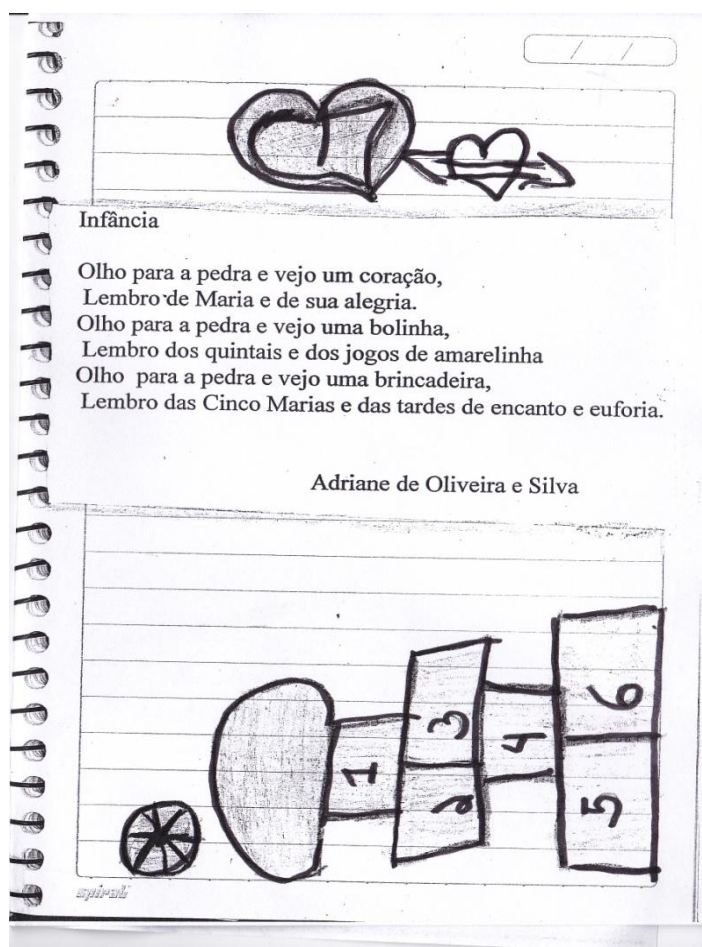 / /
Infância
Olho para a pedra e vejo um coração,
Lembro de Maria e de sua alegria.
Olho para a pedra e vejo uma bolinha,
Lembro dos quintais e dos jogos de amarelinha
Olho para a pedra e vejo uma brincadeira,
Lembro das Cinco Marias e das tardes de encanto e euforia.
Adriane de Oliveira e Silva
1
3
2
4
6
5
spiral